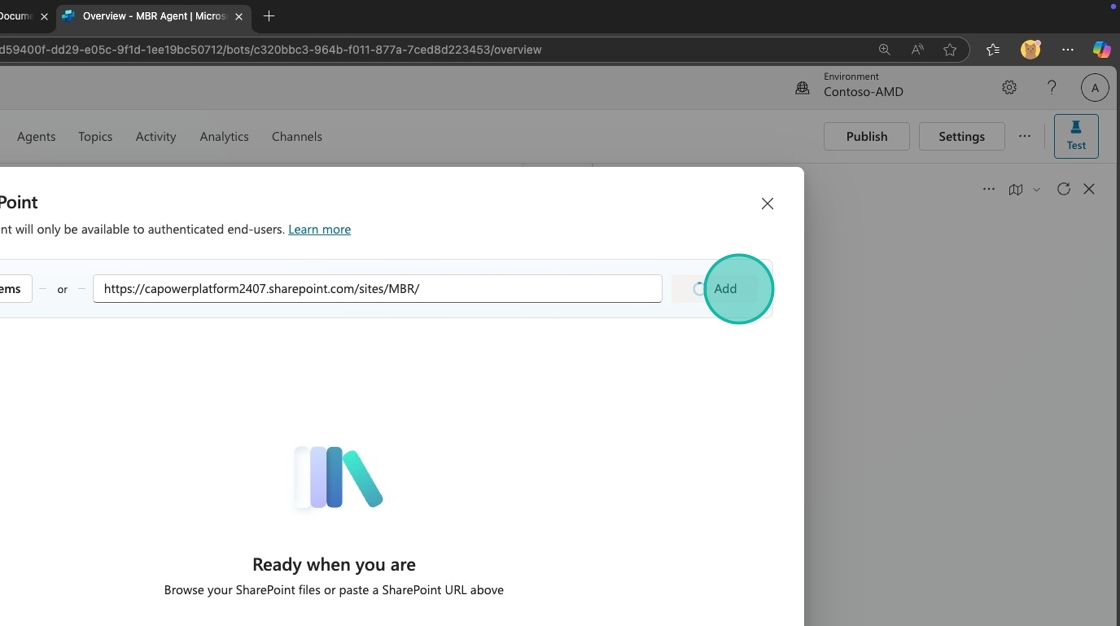 Docume
Overview - MBR Agent | Micros
d59400f-dd29-e05c-9f1d-1ee19bc50712/bots/c320bbc3-964b-f011-877a-7ced8d223453/overview
Environment
Contoso-AMD
A
Agents Topics Activity Analytics Channels
Publish Settings Test
Point
nt will only be available to authenticated end-users. Learn more
ems or https://capowerplatform2407.sharepoint.com/sites/MBR/ Add
Ready when you are
Browse your SharePoint files or paste a SharePoint URL above